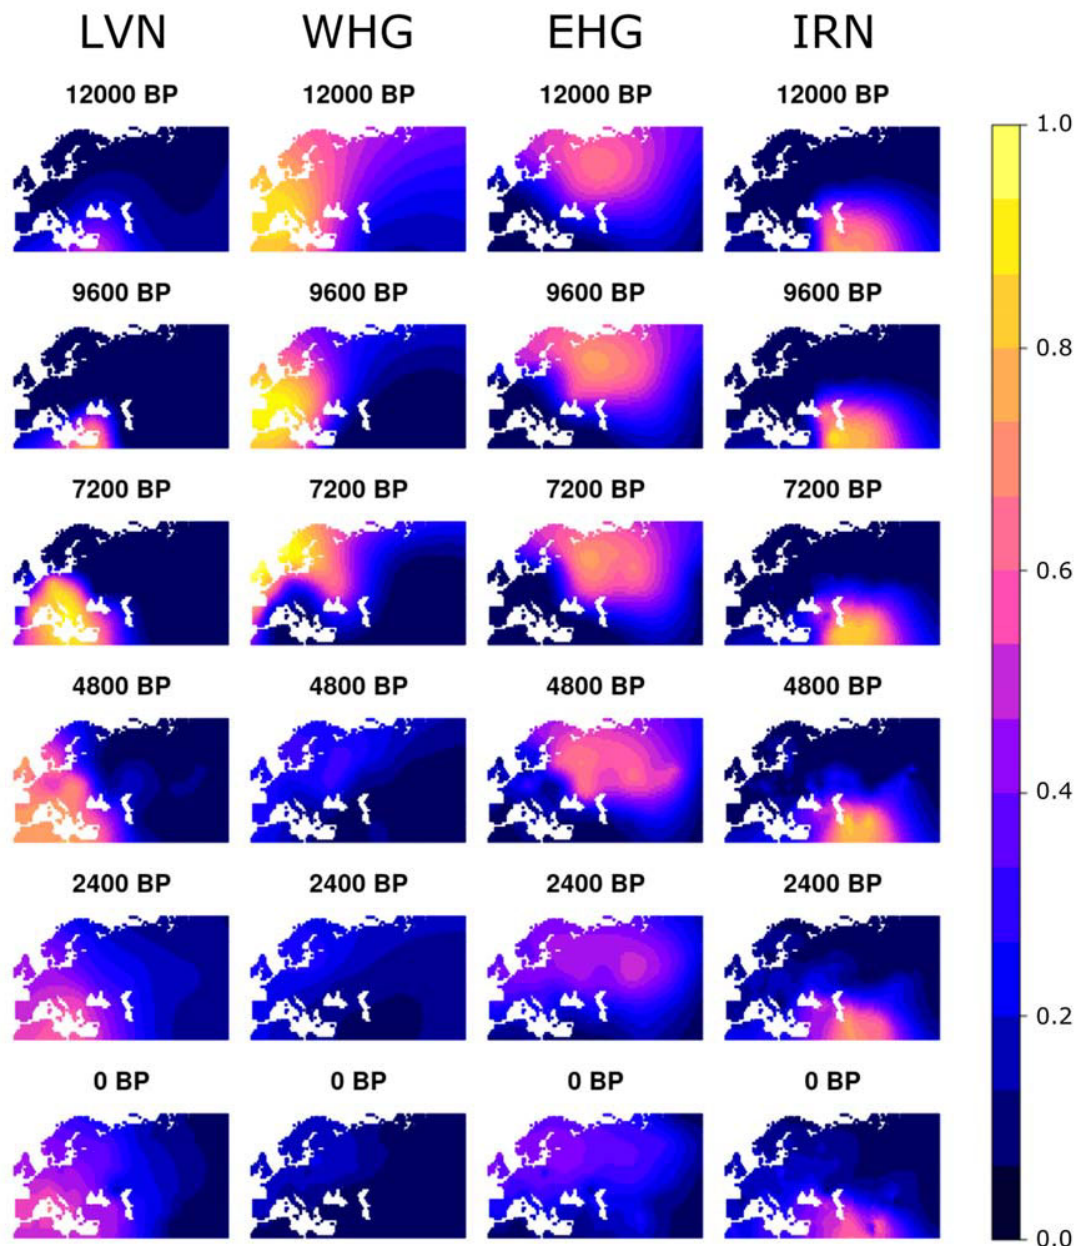 LVN WHG EHG IRN
12000 BP 12000 BP 12000 BP 12000 BP
1.0
9600 BP 9600 BP 9600 BP 9600 BP
0.8
7200 BP 7200 BP 7200 BP 7200 BP
0.6
4800 BP 4800 BP 4800 BP 4800 BP
0.4
2400 BP 2400 BP 2400 BP 2400 BP
0.2
0 BP 0 BP 0 BP 0 BP
0.0